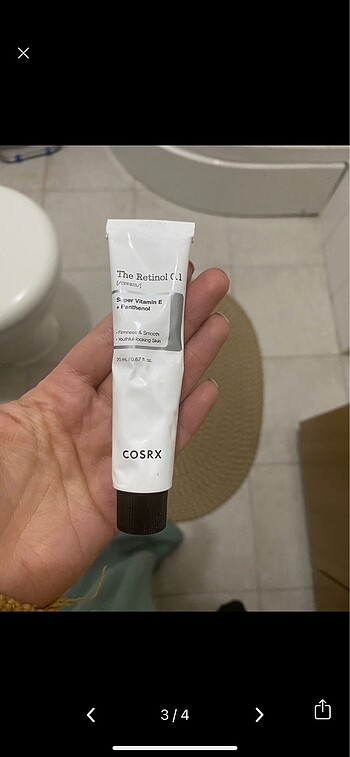 The Retinol 0.1
[/cream/]
Super Vitamin E
+ Panthenol
- Firmness & Smooth
- Youthful-looking Skin
20 mL / 0.67 fl. oz.
COSRX
3 / 4